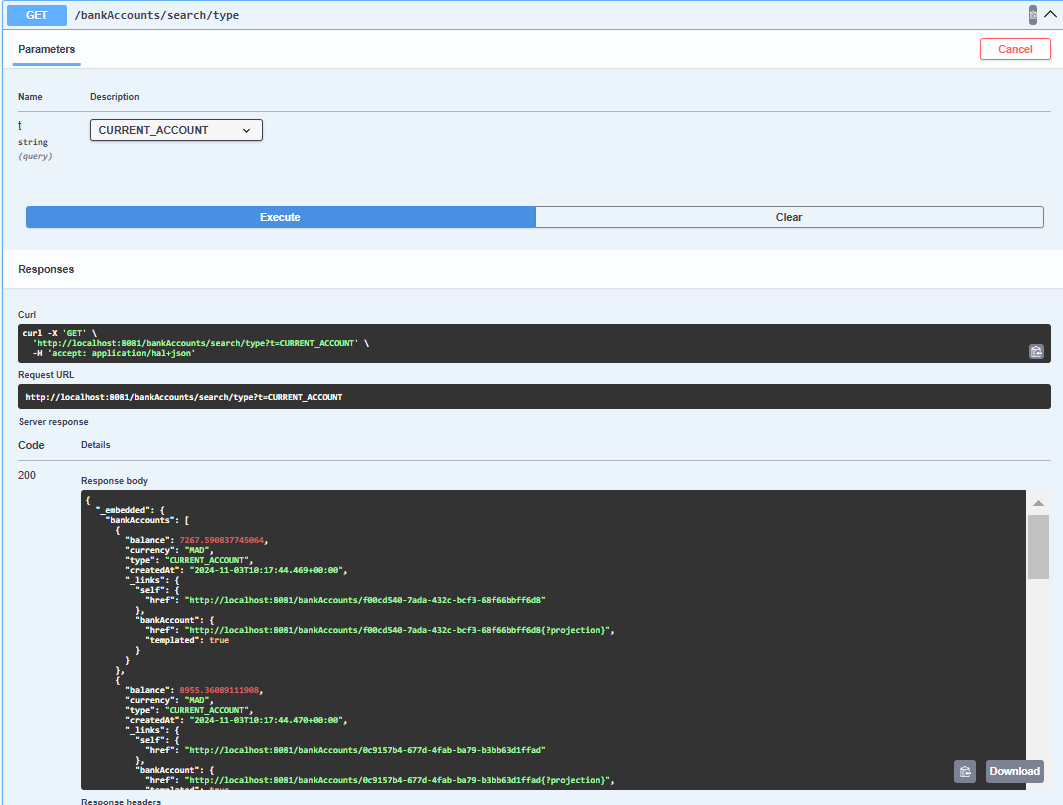 GET /bankAccounts/search/type
Parameters
Cancel
Name Description
t
string
(query)
CURRENT_ACCOUNT
Execute Clear
Responses
Curl
curl -X 'GET' \
'http://localhost:8081/bankAccounts/search/type?t=CURRENT_ACCOUNT' \
-H 'accept: application/hal+json'
Request URL
http://localhost:8081/bankAccounts/search/type?t=CURRENT_ACCOUNT
Server response
Code Details
200
Response body
{
"_embedded": {
"bankAccounts": [
{
"balance": 7267.590837745064,
"currency": "MAD",
"type": "CURRENT_ACCOUNT",
"createdAt": "2024-11-03T10:17:44.469+00:00",
"_links": {
"self": {
"href": "http://localhost:8081/bankAccounts/f00cd540-7ada-432c-bcf3-68f66bbff6d8"
},
"bankAccount": {
"href": "http://localhost:8081/bankAccounts/f00cd540-7ada-432c-bcf3-68f66bbff6d8{?projection}",
"templated": true
}
}
},
{
"balance": 8955.36089111908,
"currency": "MAD",
"type": "CURRENT_ACCOUNT",
"createdAt": "2024-11-03T10:17:44.470+00:00",
"_links": {
"self": {
"href": "http://localhost:8081/bankAccounts/0c9157b4-677d-4fab-ba79-b3bb63d1ffad"
},
"bankAccount": {
"href": "http://localhost:8081/bankAccounts/0c9157b4-677d-4fab-ba79-b3bb63d1ffad{?projection}",
"templated": true
Download
Response headers